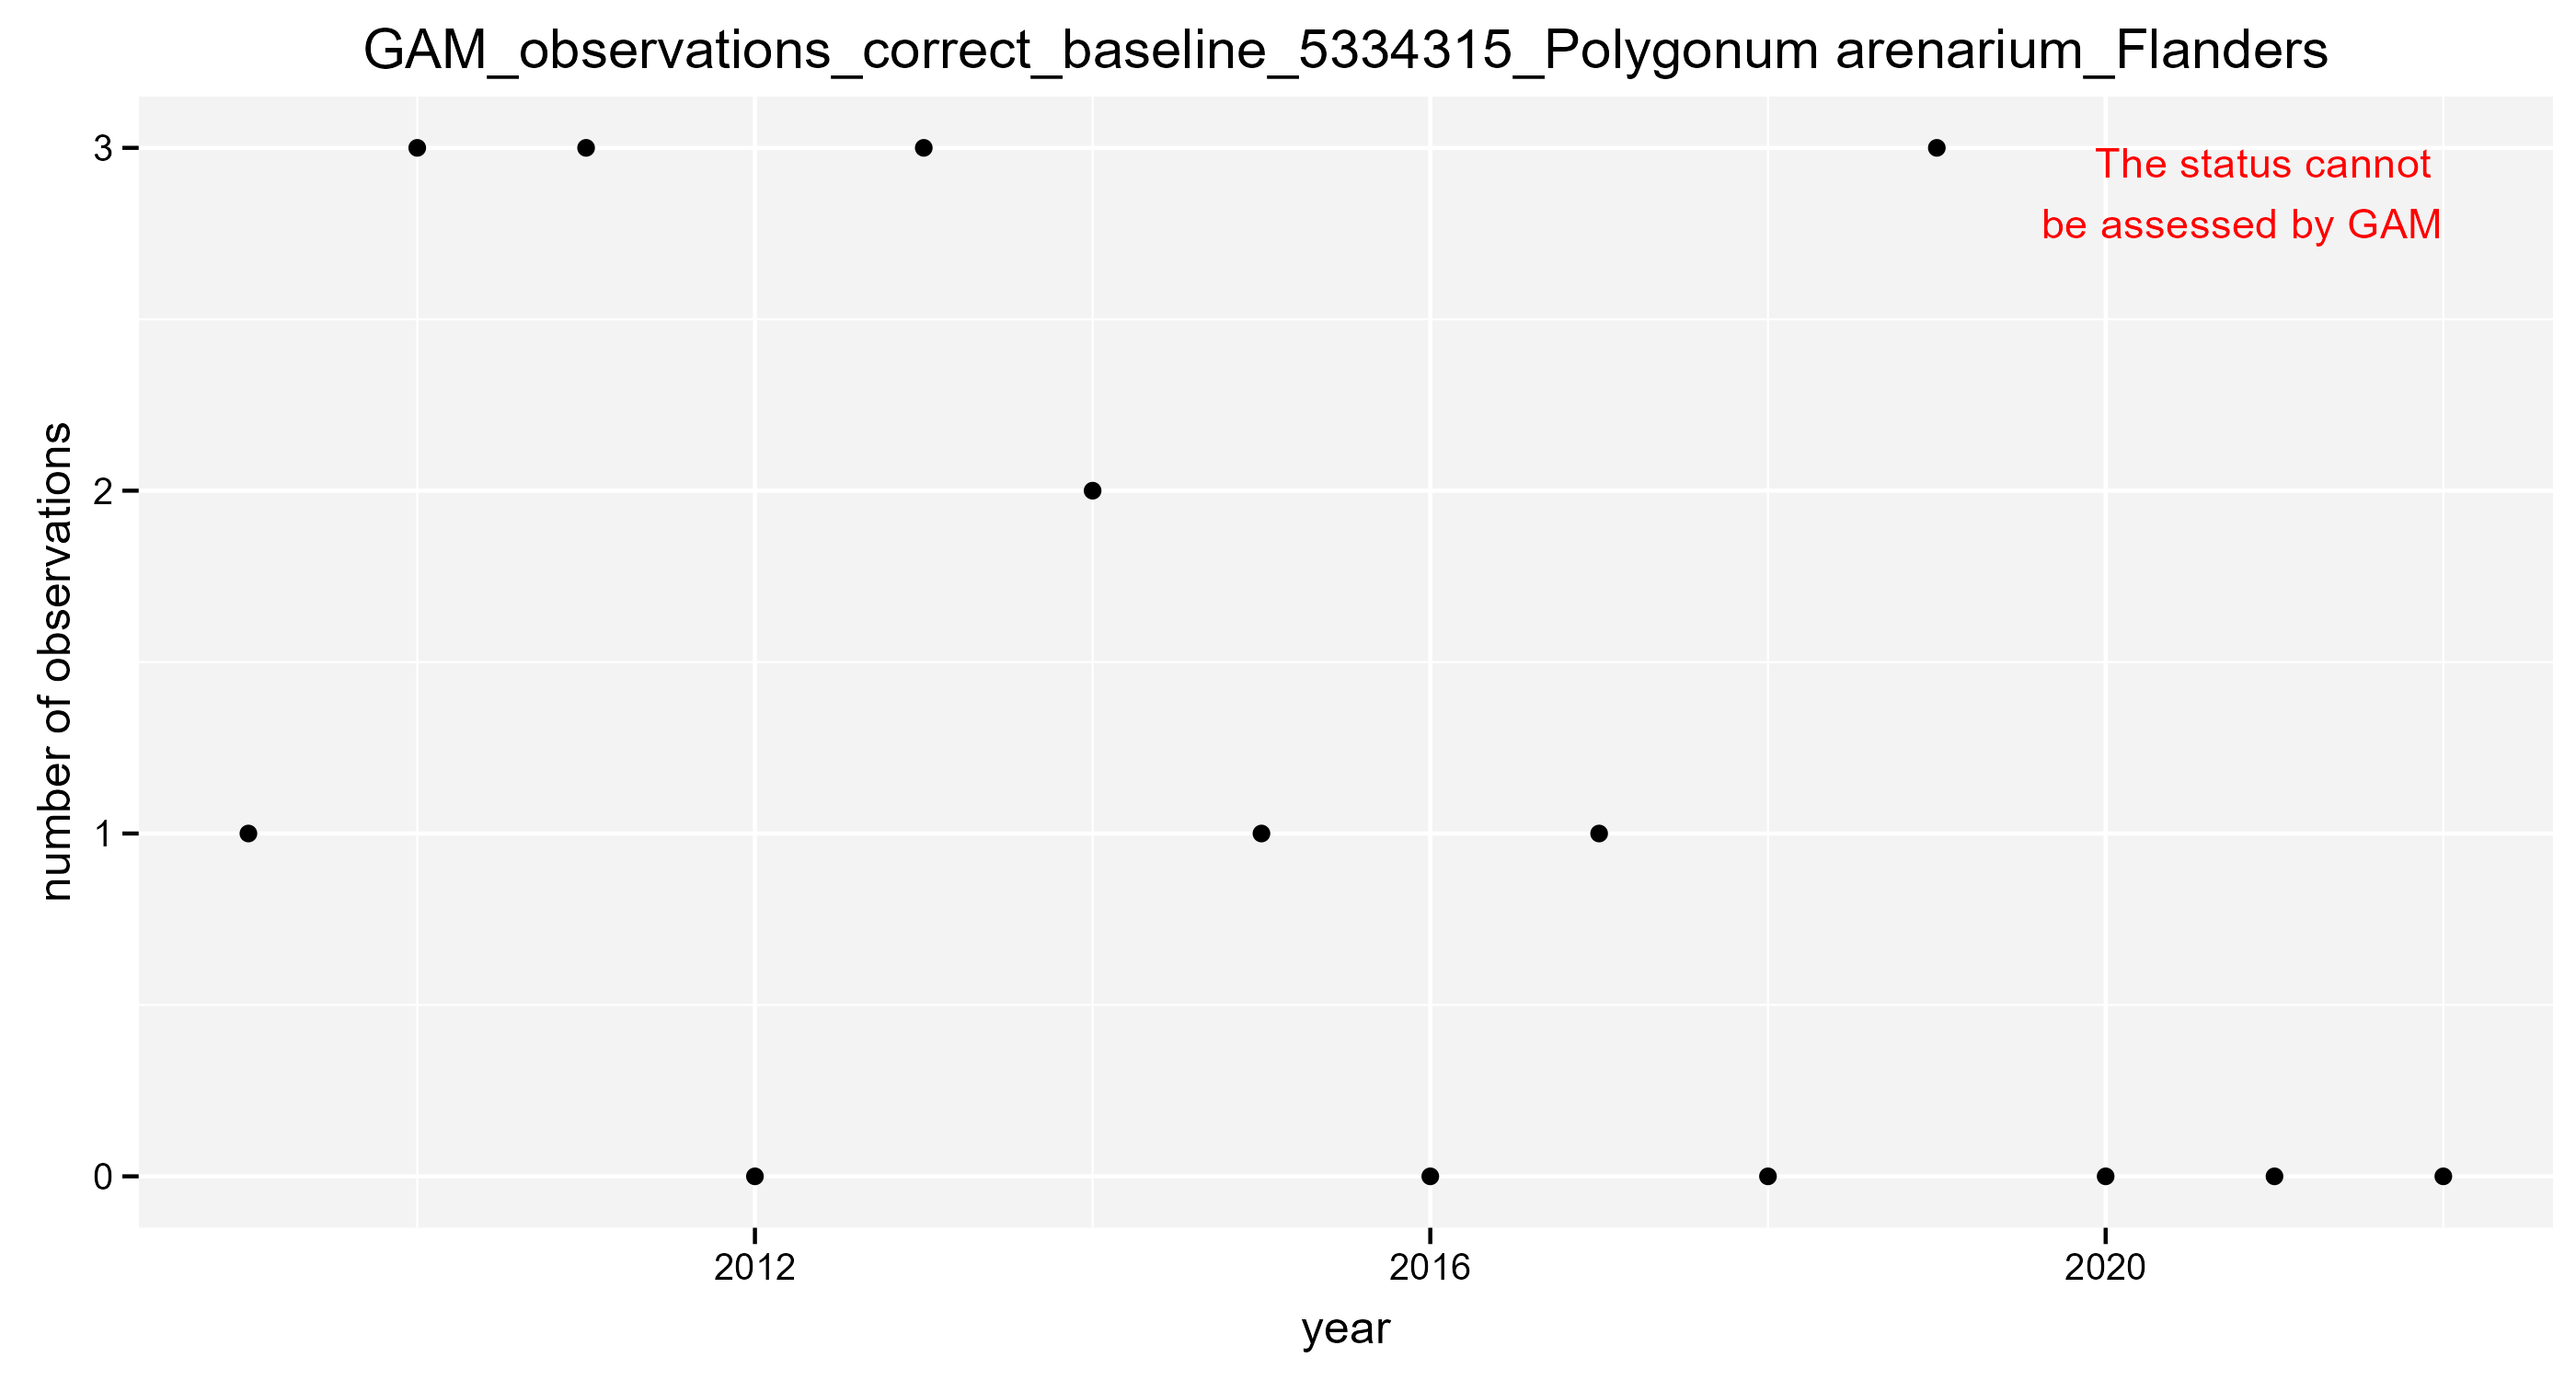 GAM_observations_correct_baseline_5334315_Polygonum arenarium_Flanders
The status cannot
be assessed by GAM
number of observations
3
2
1
0
2012
2016
2020
year